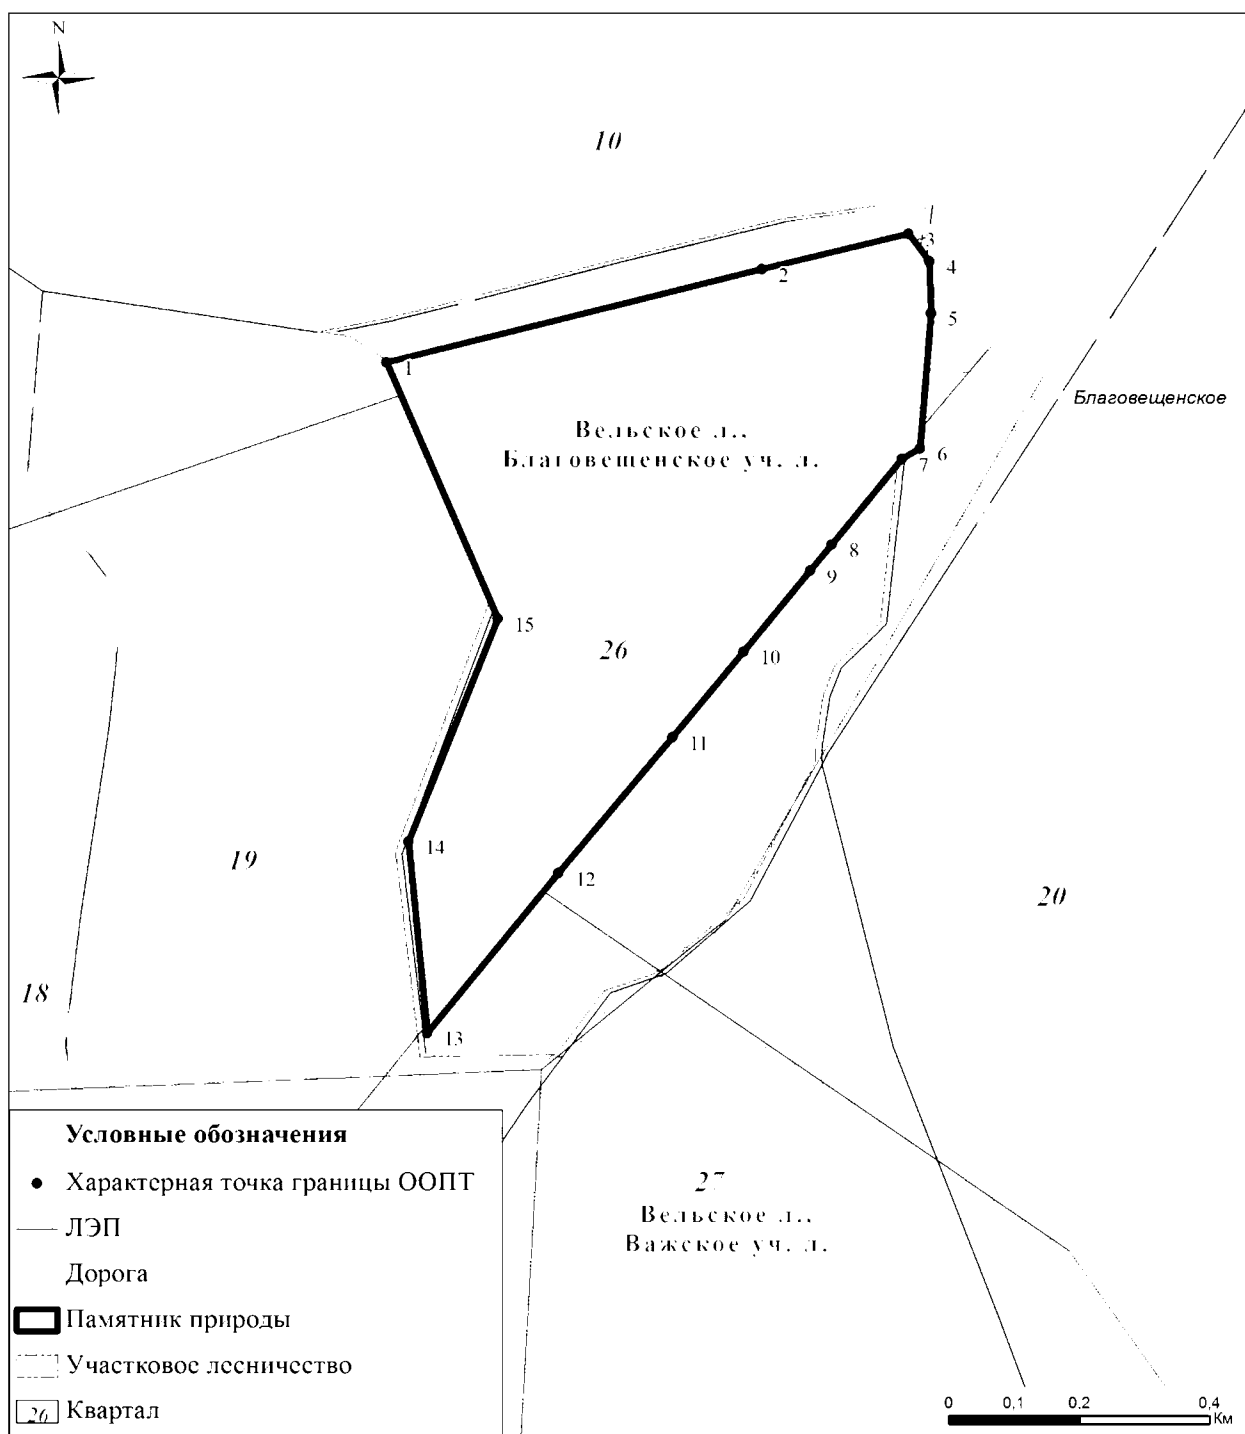 N
10
3
4
2
5
1
Благовещенское
Вельское л.,
Благовещенское уч. л.
6
7
8
9
15
26
10
11
14
19
12
20
18
13
Условные обозначения
Характерная точка границы ООПТ
ЛЭП
Дорога
Памятник природы
Участковое лесничество
26 Квартал
27
Вельское л.,
Важское уч. л.
0 0,1 0,2 0,4
Км